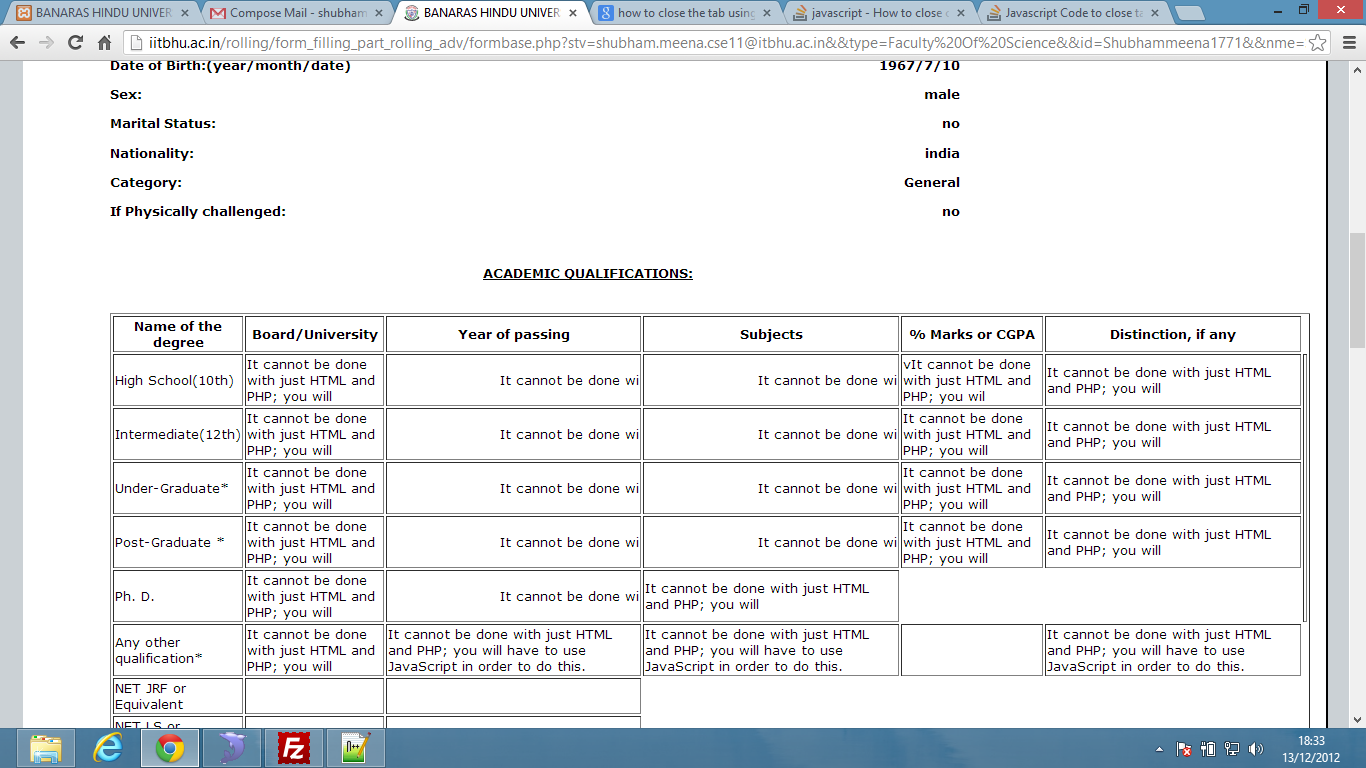 BANARAS HINDU UNIVER
Compose Mail - shubham
BANARAS HINDU UNIVER
how to close the tab using
javascript - How to close
Javascript Code to close ta
iitbhu.ac.in/rolling/form_filling_part_rolling_adv/formbase.php?stv=shubham.meena.cse11@itbhu.ac.in&&type=Faculty%20Of%20Science&&id=Shubhammeena1771&&nme=
Date of Birth:(year/month/date) 1967/7/10
Sex: male
Marital Status: no
Nationality: india
Category: General
If Physically challenged: no
ACADEMIC QUALIFICATIONS:
Name of the degree Board/University Year of passing Subjects % Marks or CGPA Distinction, if any
High School(10th) It cannot be done with just HTML and PHP; you will It cannot be done wi It cannot be done wi vIt cannot be done with just HTML and PHP; you wil It cannot be done with just HTML and PHP; you will
Intermediate(12th) It cannot be done with just HTML and PHP; you will It cannot be done wi It cannot be done wi It cannot be done with just HTML and PHP; you will It cannot be done with just HTML and PHP; you will
Under-Graduate* It cannot be done with just HTML and PHP; you will It cannot be done wi It cannot be done wi It cannot be done with just HTML and PHP; you will It cannot be done with just HTML and PHP; you will
Post-Graduate * It cannot be done with just HTML and PHP; you will It cannot be done wi It cannot be done wi It cannot be done with just HTML and PHP; you will It cannot be done with just HTML and PHP; you will
Ph. D. It cannot be done with just HTML and PHP; you will It cannot be done wi It cannot be done with just HTML and PHP; you will
Any other qualification* It cannot be done with just HTML and PHP; you will It cannot be done with just HTML and PHP; you will have to use JavaScript in order to do this. It cannot be done with just HTML and PHP; you will have to use JavaScript in order to do this. It cannot be done with just HTML and PHP; you will have to use JavaScript in order to do this.
NET JRF or Equivalent
NET LS or
18:33
13/12/2012